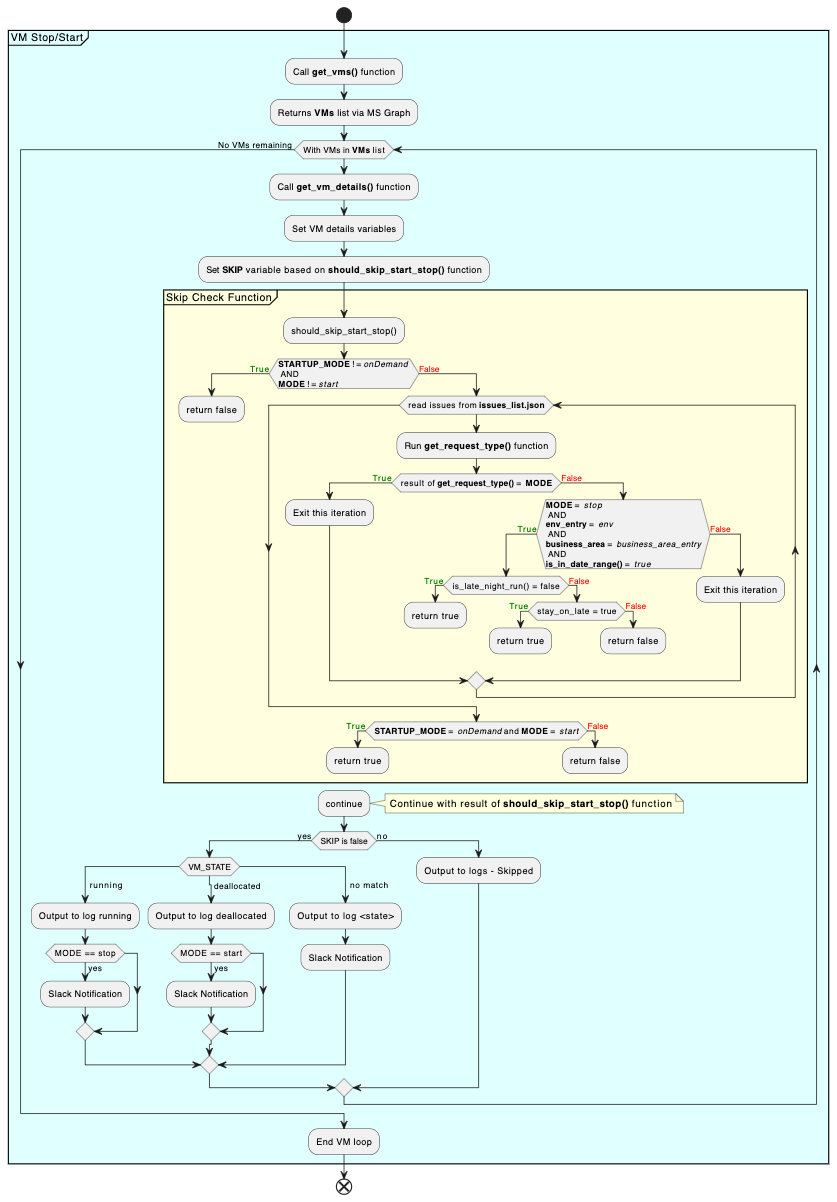 VM Stop/Start
Call get_vms() function
Returns VMs list via MS Graph
No VMs remaining
With VMs in VMs list
Call get_vm_details() function
Set VM details variables
Set SKIP variable based on should_skip_start_stop() function
Skip Check Function
should_skip_start_stop()
True
STARTUP_MODE != onDemand
AND
MODE != start
False
return false
read issues from issues_list.json
Run get_request_type() function
True
result of get_request_type() = MODE
False
Exit this iteration
True
MODE = stop
AND
env_entry = env
AND
business_area = business_area_entry
AND
is_in_date_range() = true
False
True
is_late_night_run() = false
False
Exit this iteration
return true
True
stay_on_late = true
False
return true
return false
True
STARTUP_MODE = onDemand and MODE = start
False
return true
return false
continue
Continue with result of should_skip_start_stop() function
yes
SKIP is false
no
VM_STATE
Output to logs - Skipped
running
deallocated
no match
Output to log running
Output to log deallocated
Output to log <state>
MODE == stop
MODE == start
Slack Notification
yes
yes
Slack Notification
Slack Notification
End VM loop